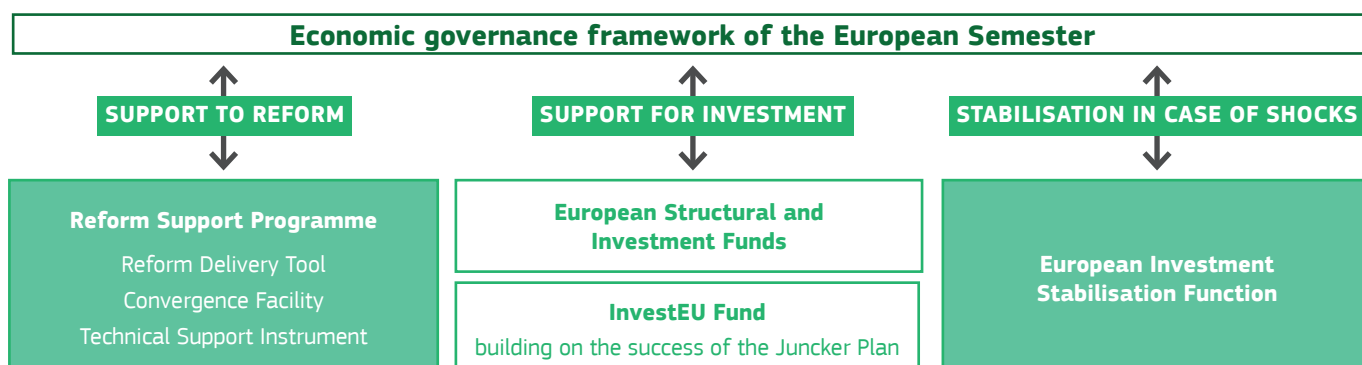 Economic governance framework of the European Semester
SUPPORT TO REFORM
SUPPORT FOR INVESTMENT
STABILISATION IN CASE OF SHOCKS
Reform Support Programme
Reform Delivery Tool
Convergence Facility
Technical Support Instrument
European Structural and
Investment Funds
InvestEU Fund
building on the success of the Juncker Plan
European Investment
Stabilisation Function